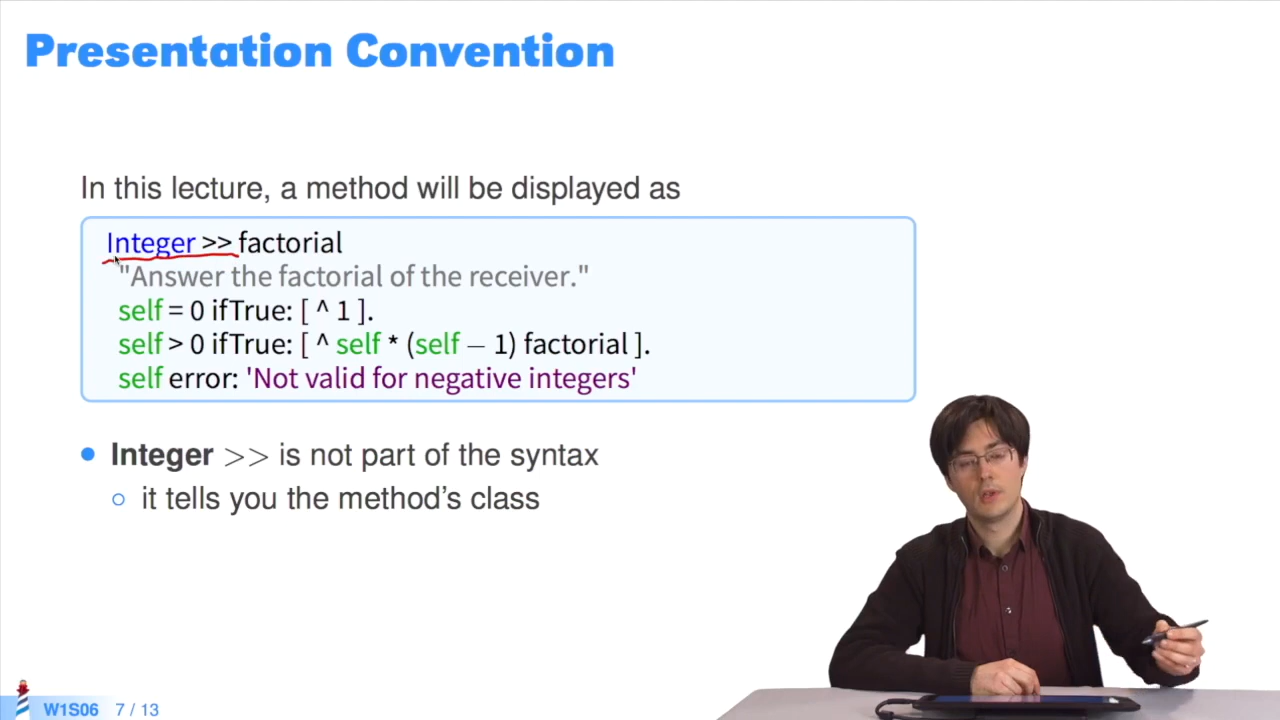 Presentation Convention
In this lecture, a method will be displayed as
Integer >> factorial
"Answer the factorial of the receiver."
self = 0 ifTrue: [ ^ 1 ].
self > 0 ifTrue: [ ^ self * (self − 1) factorial ].
self error: 'Not valid for negative integers'
Integer >> is not part of the syntax
it tells you the method's class
W1S06 7 / 13